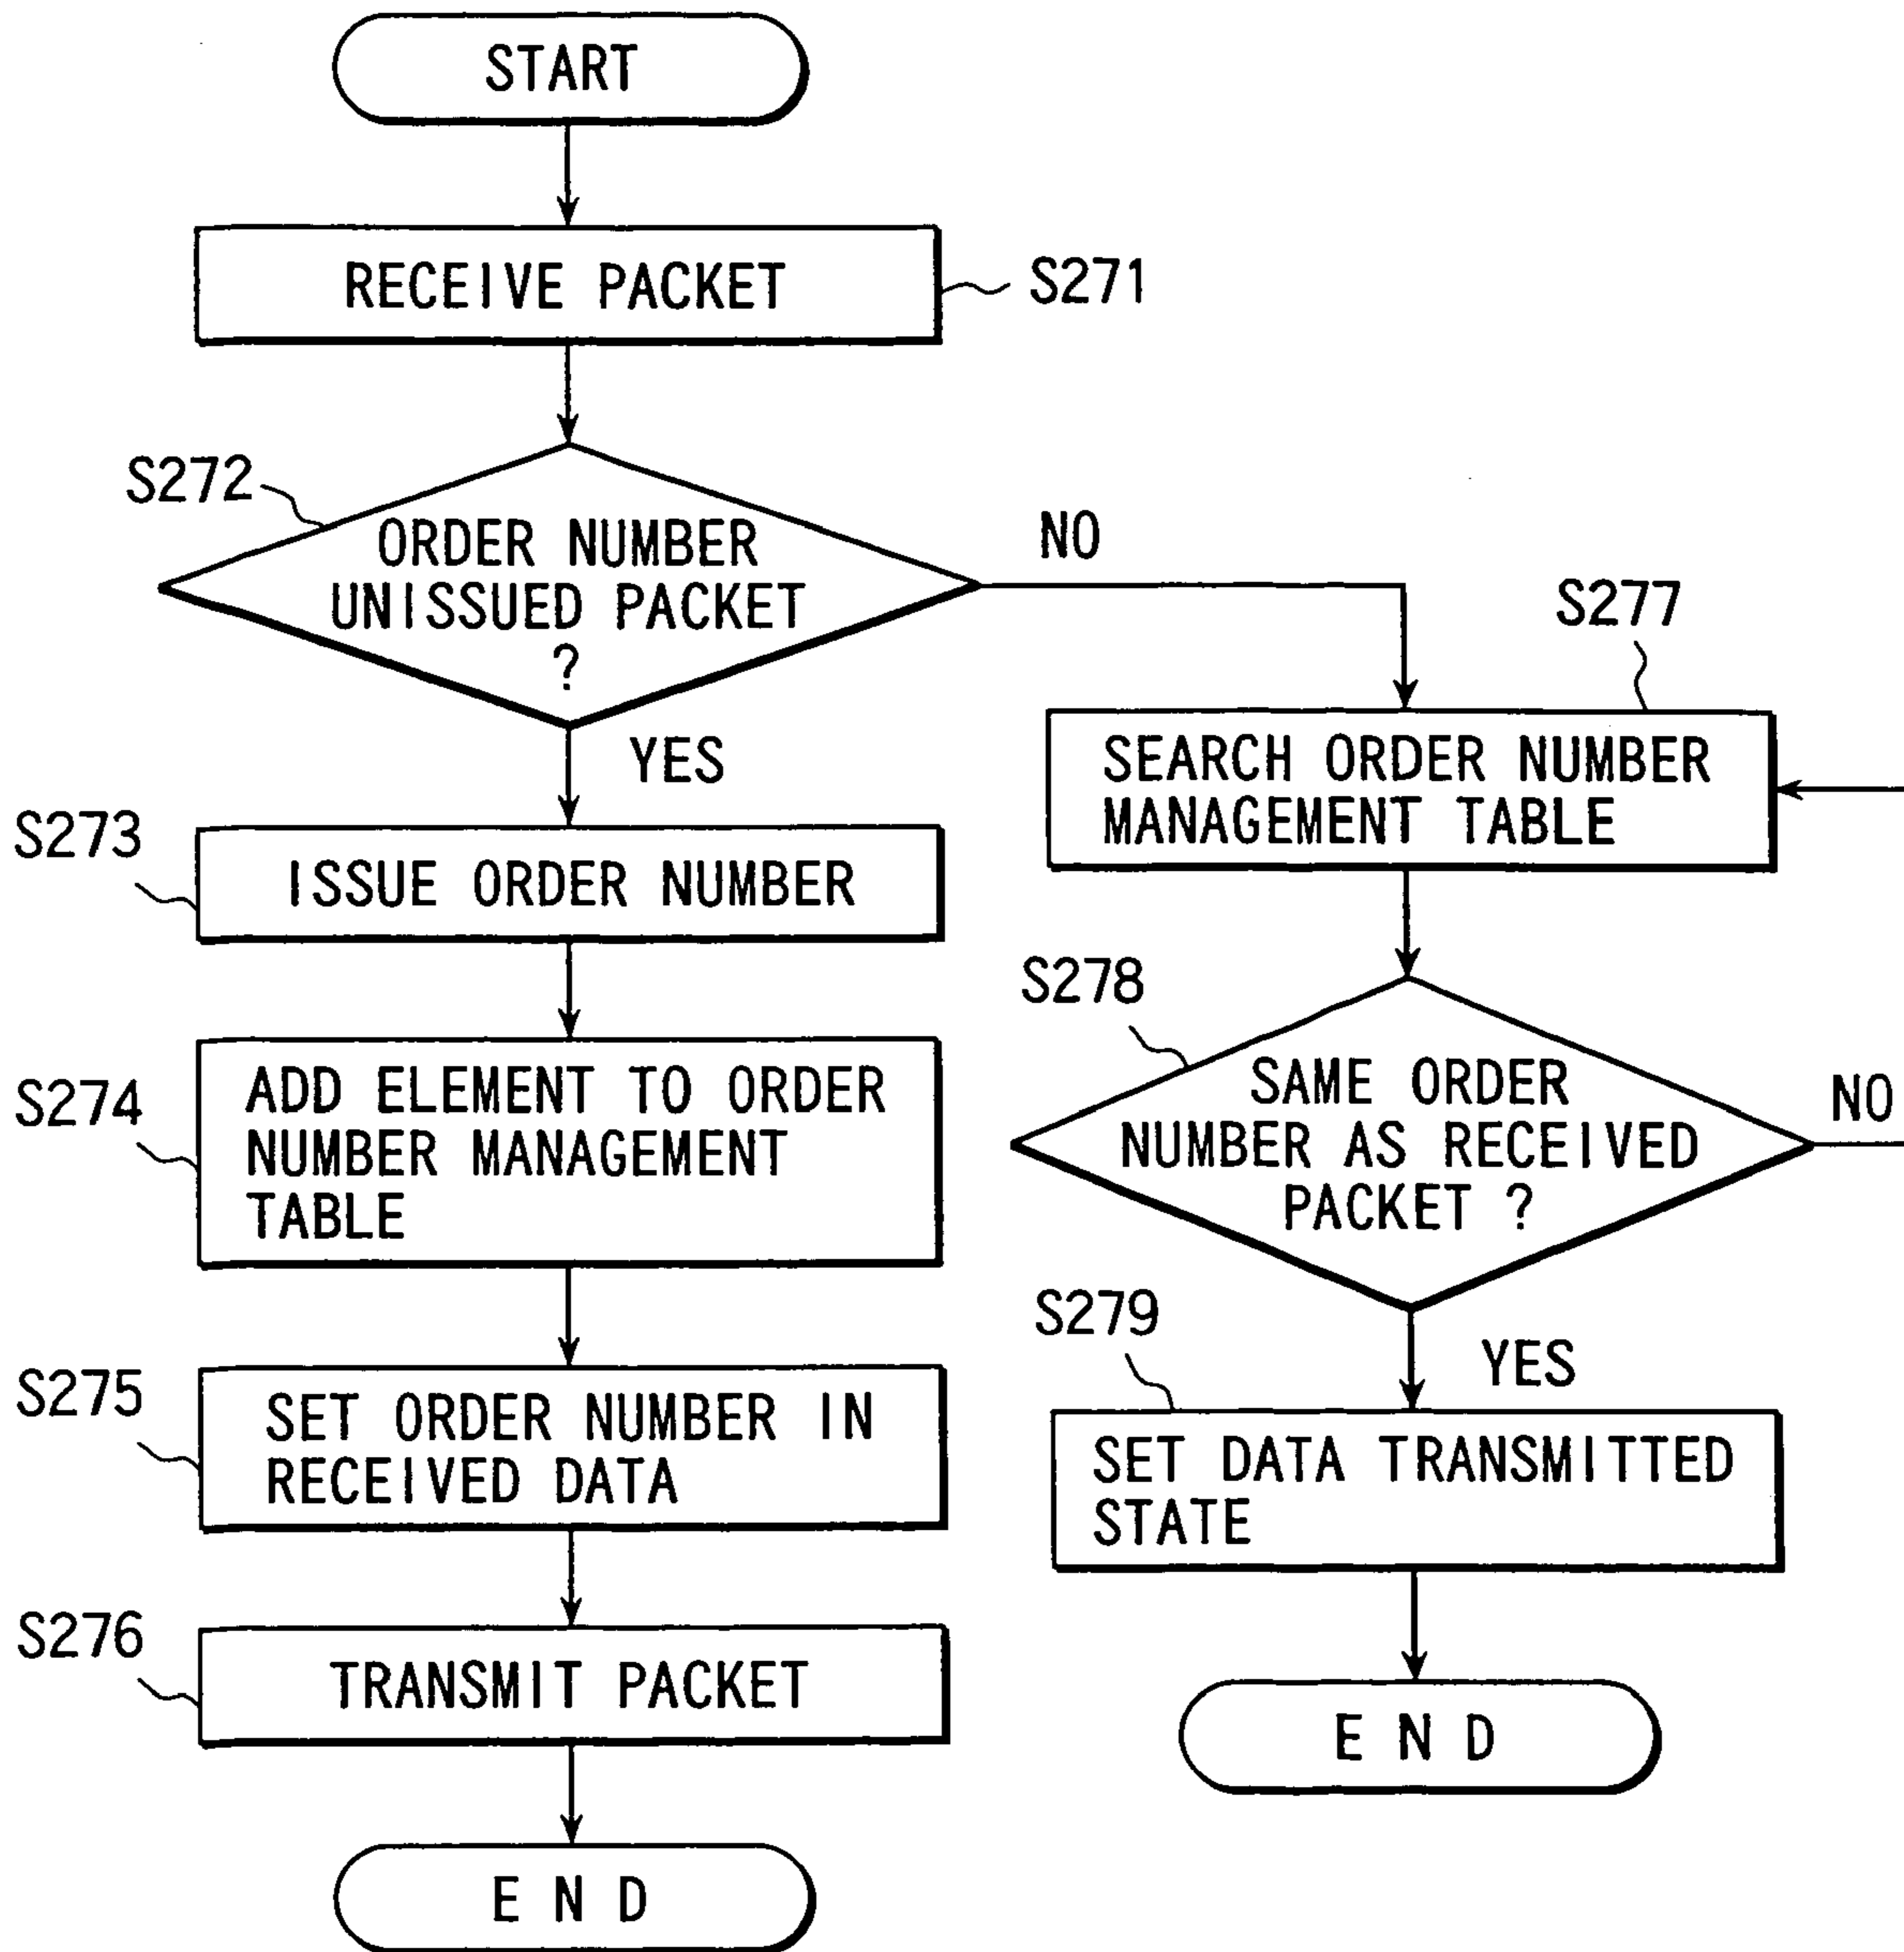 START
RECEIVE PACKET
S271
S272
ORDER NUMBER
UNISSUED PACKET
?
NO
YES
S273
ISSUE ORDER NUMBER
S274
ADD ELEMENT TO ORDER
NUMBER MANAGEMENT
TABLE
S275
SET ORDER NUMBER IN
RECEIVED DATA
S276
TRANSMIT PACKET
END
S277
SEARCH ORDER NUMBER
MANAGEMENT TABLE
S278
SAME ORDER
NUMBER AS RECEIVED
PACKET ?
NO
YES
S279
SET DATA TRANSMITTED
STATE
END